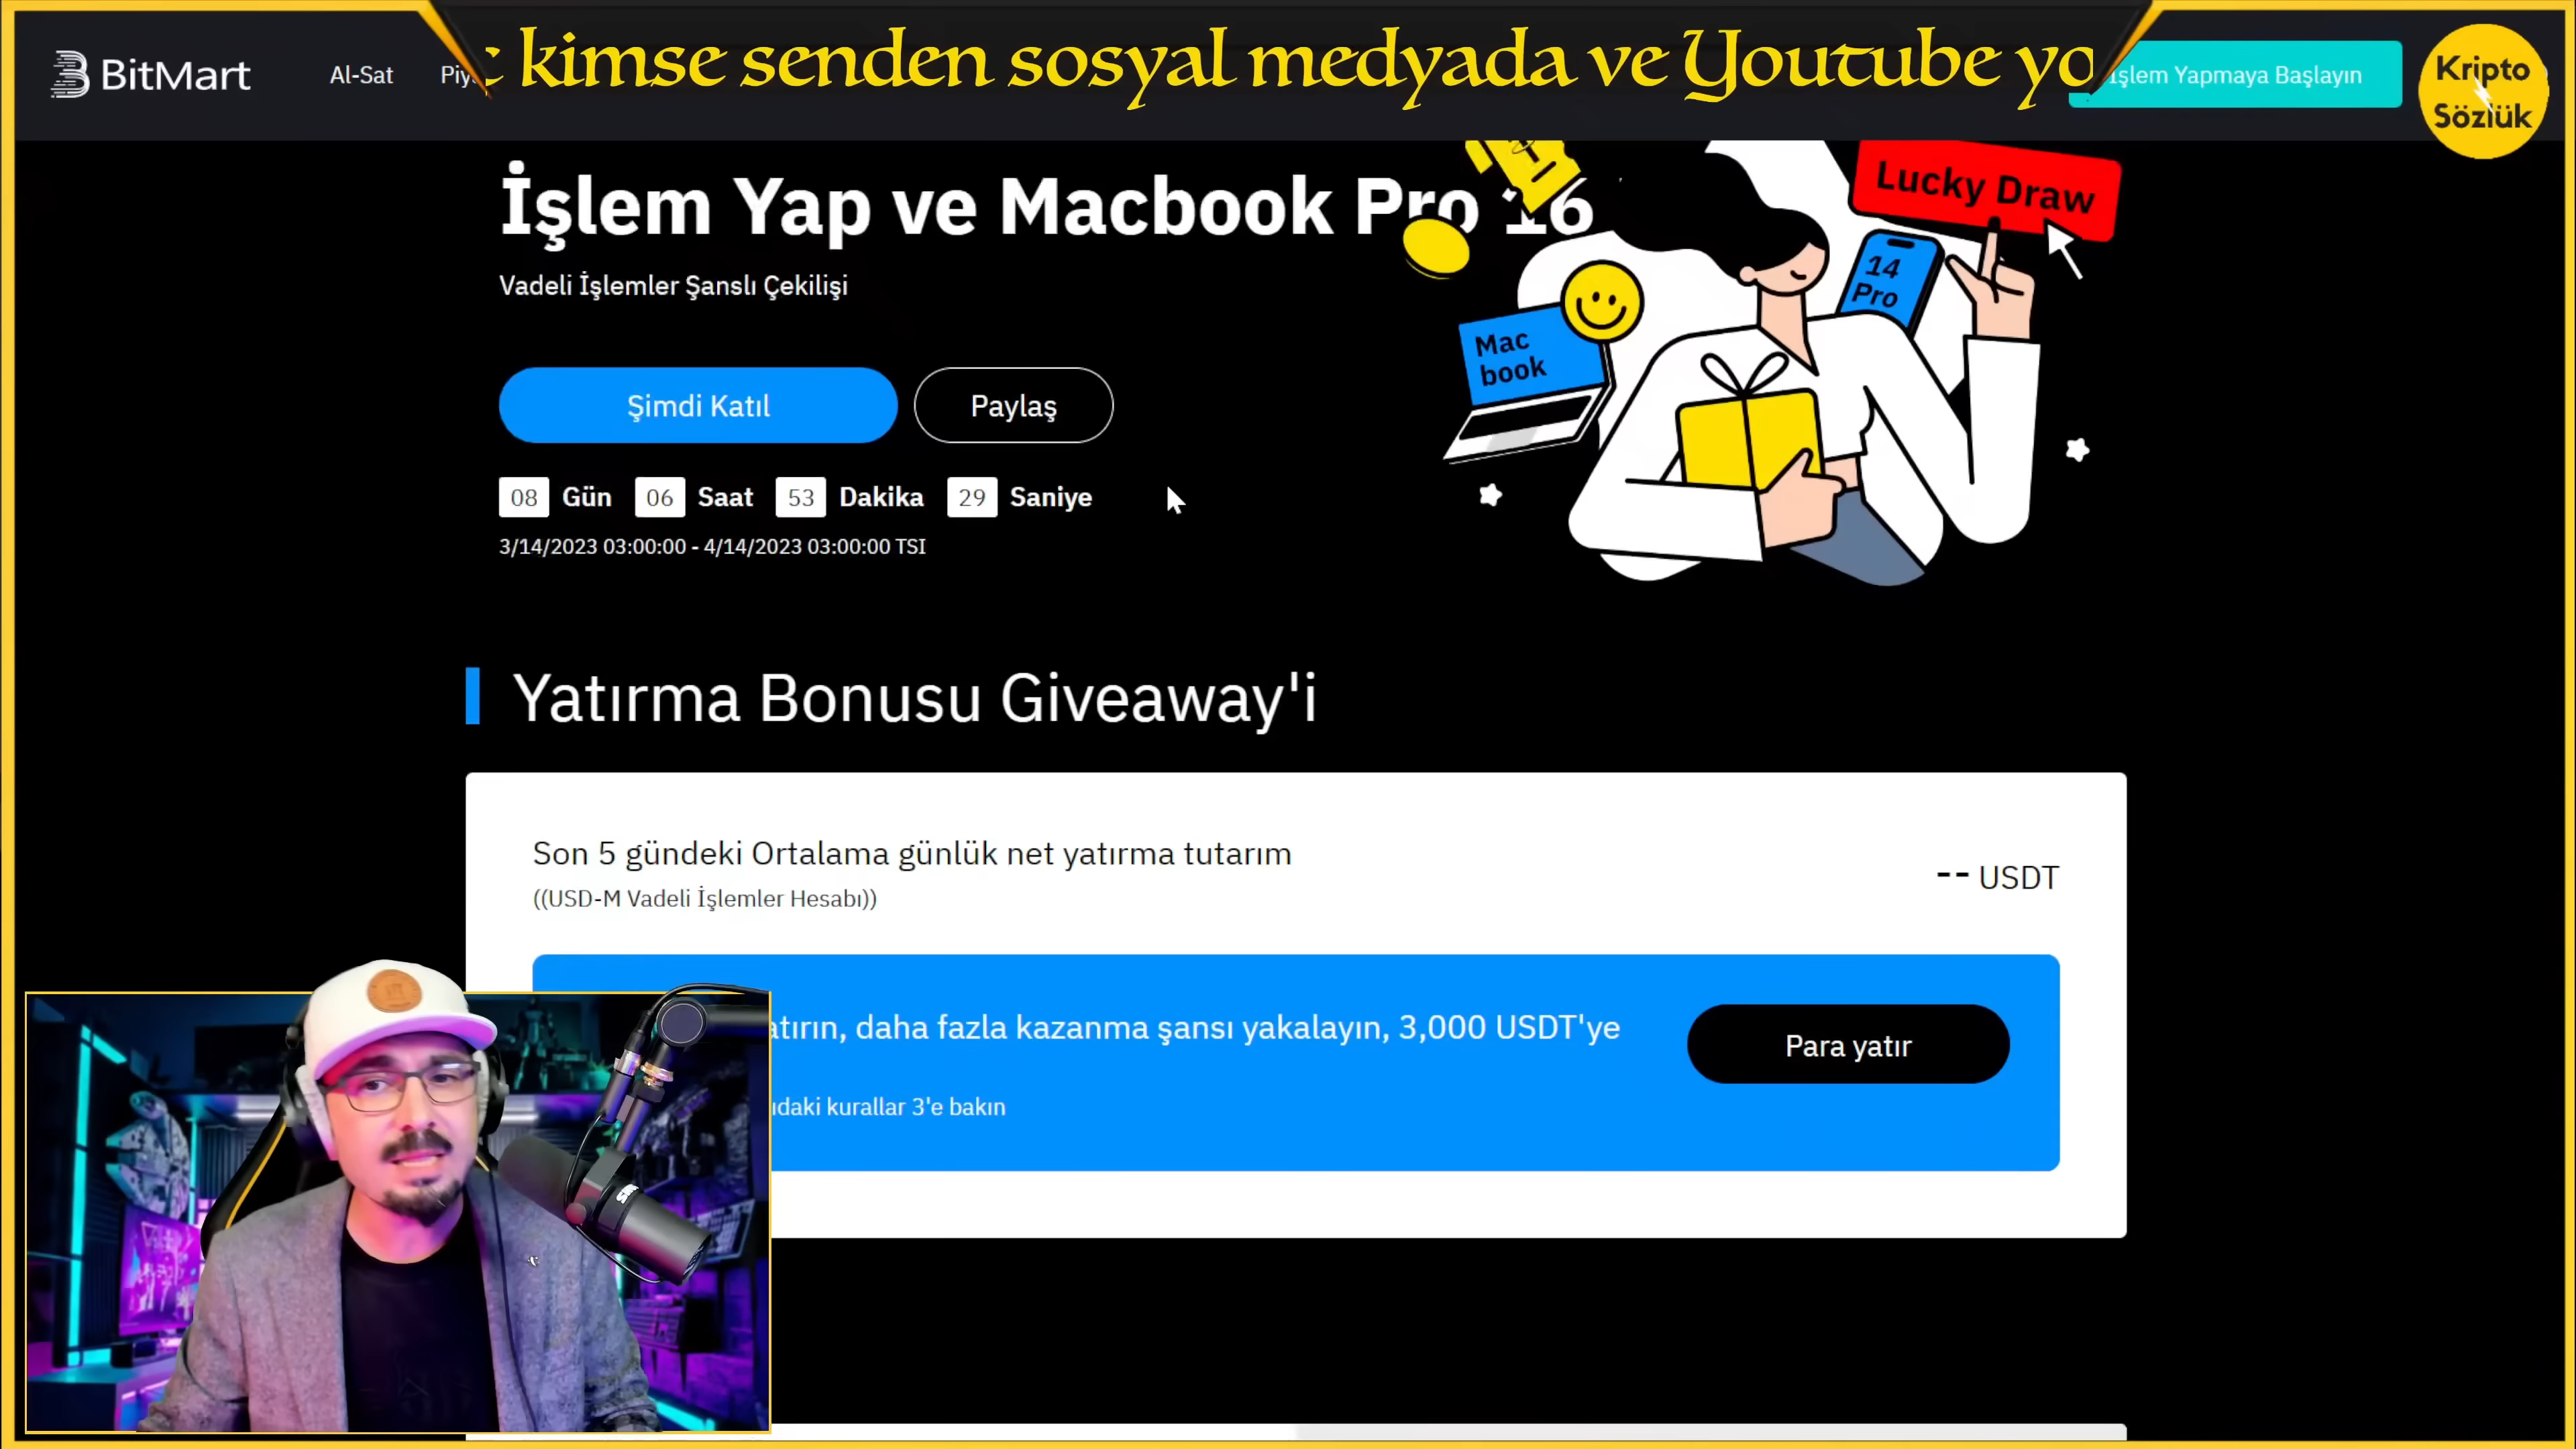 BitMart
Al-Sat
kimse senden sosyal medyada ve Youtube
İşlem Yapmaya Başlayın
Kripto
Sözlük
İşlem Yap ve Macbook Pro 16
Vadeli İşlemler Şanslı Çekilişi
Lucky Draw
14
Pro
Mac
book
Şimdi Katıl
Paylaş
08 Gün 06 Saat 53 Dakika 29 Saniye
3/14/2023 03:00:00 - 4/14/2023 03:00:00 TSI
Yatırma Bonusu Giveaway'i
Son 5 gündeki Ortalama günlük net yatırma tutarım
((USD-M Vadeli İşlemler Hesabı))
-- USDT
daha fazla kazanma şansı yakalayın, 3,000 USDT'ye
Para yatır
kurallar 3'e bakın